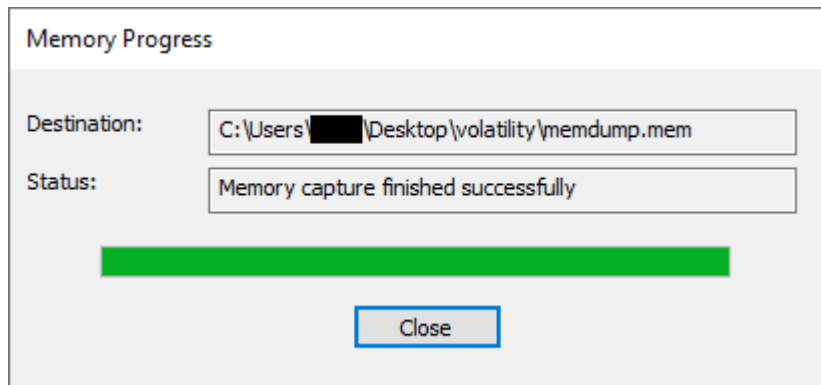 Memory Progress
Destination:
C:\Users\ \Desktop\volatility\memdump.mem
Status:
Memory capture finished successfully
Close